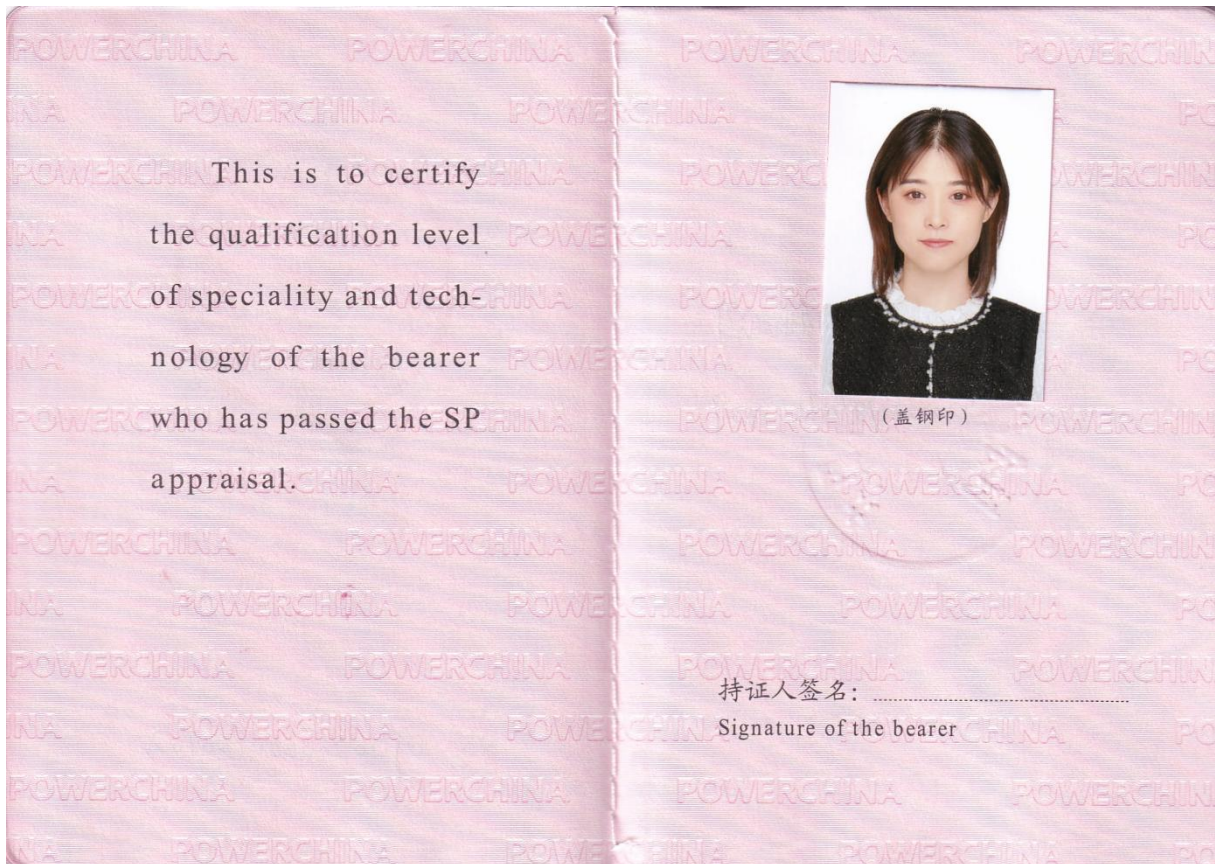 This is to certify
the qualification level
of speciality and tech-
nology of the bearer
who has passed the SP
appraisal.
(盖钢印)
持证人签名:
Signature of the bearer
POWERCHINA